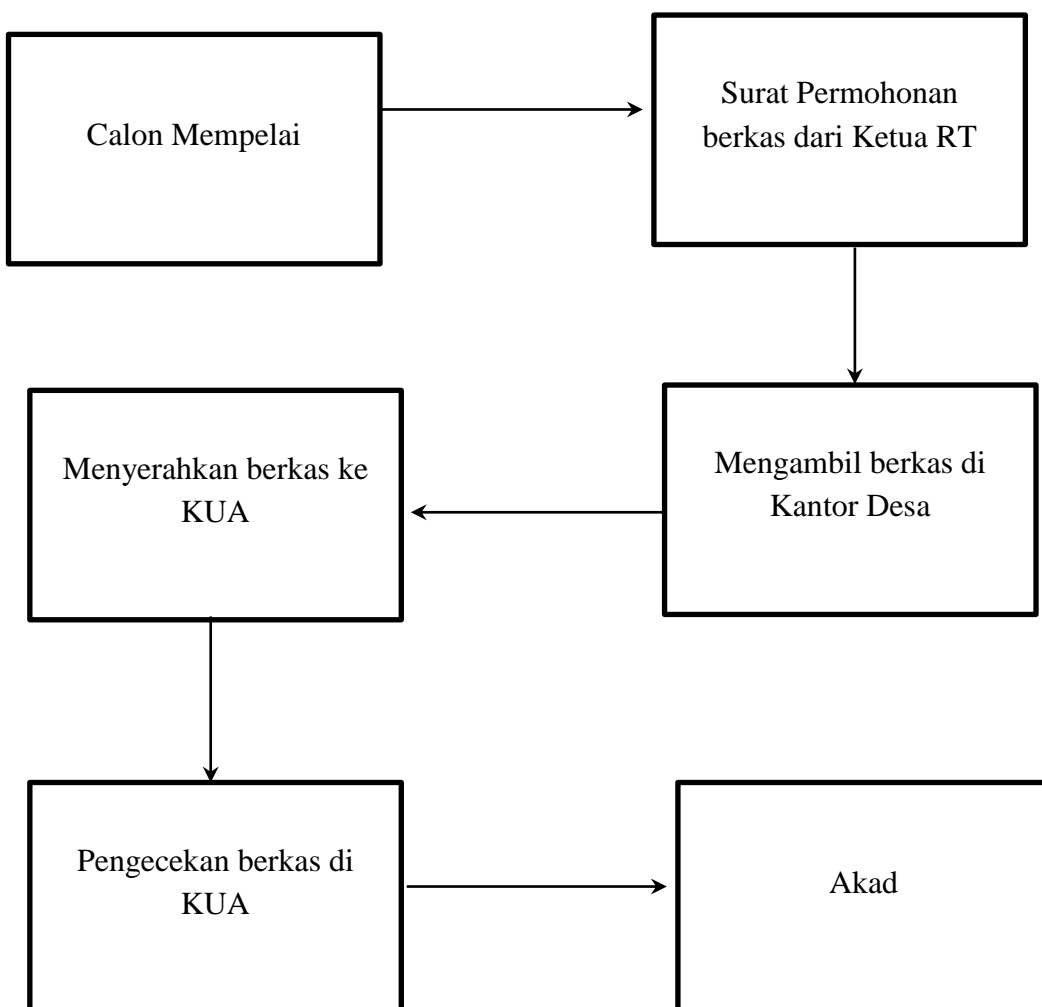 Calon Mempelai
Surat Permohonan
berkas dari Ketua RT
Mengambil berkas di
Kantor Desa
Menyerahkan berkas ke
KUA
Pengecekan berkas di
KUA
Akad